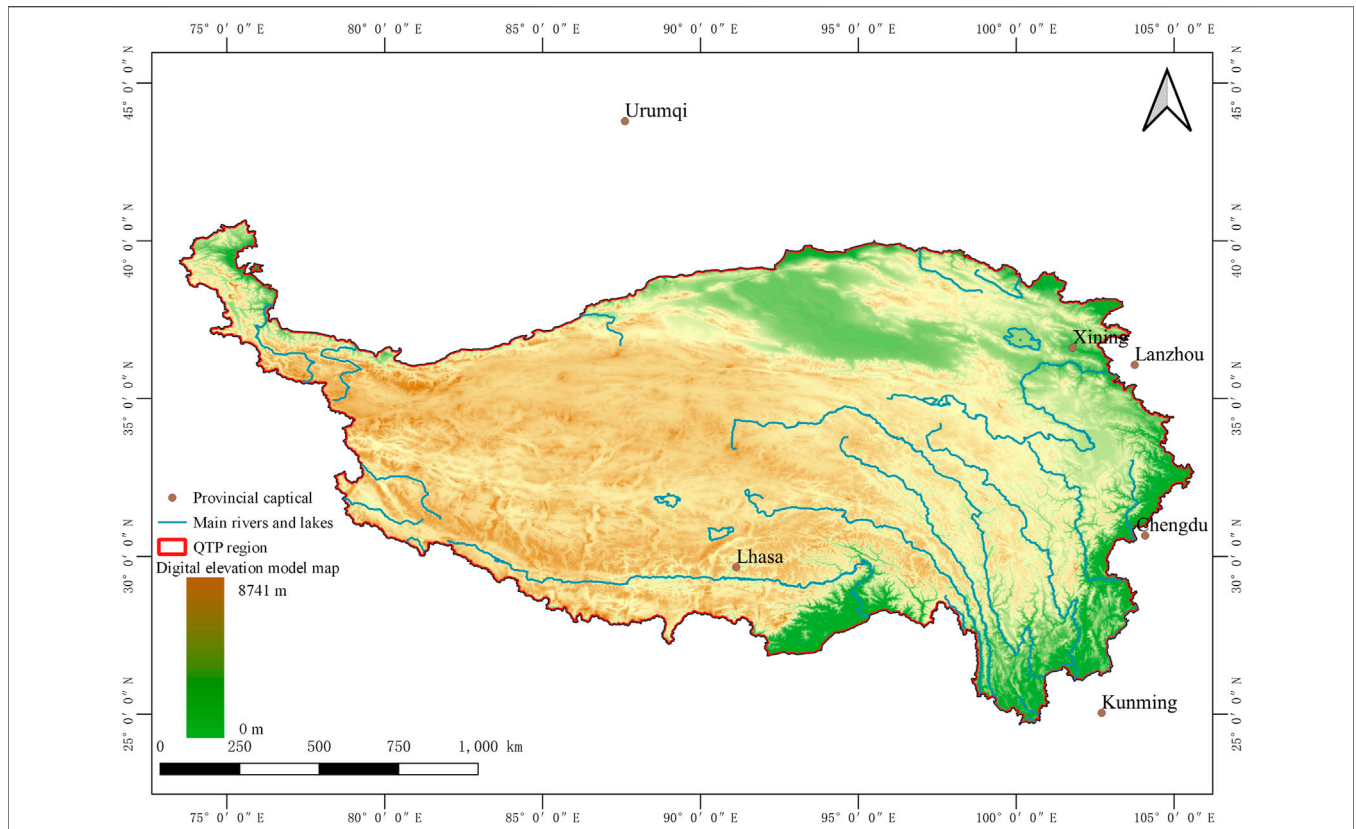 75° 0′ 0″ E 80° 0′ 0″ E 85° 0′ 0″ E 90° 0′ 0″ E 95° 0′ 0″ E 100° 0′ 0″ E 105° 0′ 0″ E
45° 0′ 0″ N
45° 0′ 0″ N
Urumqi
40° 0′ 0″ N
40° 0′ 0″ N
Xining
Lanzhou
35° 0′ 0″ N
35° 0′ 0″ N
Provincial captical
Main rivers and lakes
QTP region
Digital elevation model map
8741 m
0 m
Chengdu
Lhasa
30° 0′ 0″ N
30° 0′ 0″ N
Kunming
25° 0′ 0″ N
25° 0′ 0″ N
0 250 500 750 1,000 km
75° 0′ 0″ E 80° 0′ 0″ E 85° 0′ 0″ E 90° 0′ 0″ E 95° 0′ 0″ E 100° 0′ 0″ E 105° 0′ 0″ E